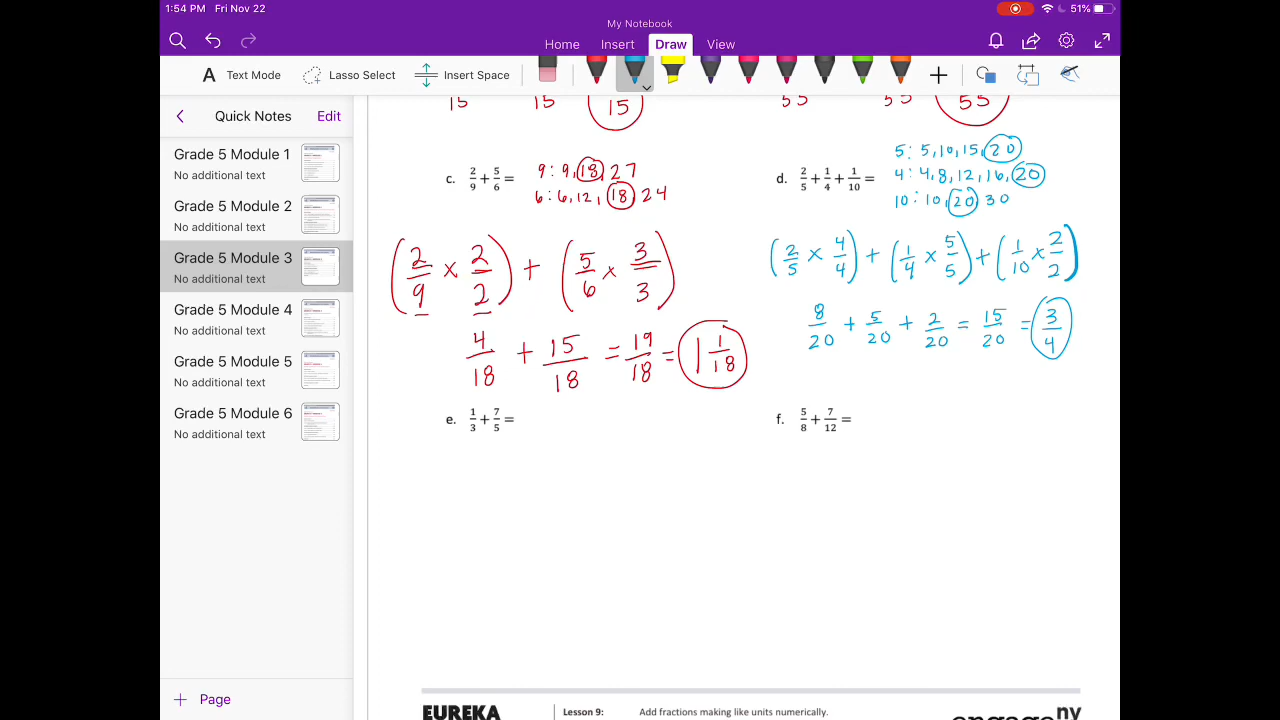 1:54 PM Fri Nov 22
51%
My Notebook
Home Insert Draw View
A Text Mode Lasso Select Insert Space
Quick Notes Edit
Grade 5 Module 1
No additional text
Grade 5 Module 2
No additional text
Grade 5 Module 3
No additional text
Grade 5 Module 4
No additional text
Grade 5 Module 5
No additional text
Grade 5 Module 6
No additional text
+ Page
15 15 15
55 55 55
c. 2/9 + 5/6 =
9: 9, 18, 27
6: 6, 12, 18, 24
(2/9 × 2/2) + (5/6 × 3/3)
4/18 + 15/18 = 19/18 = 1 1/18
d. 2/5 + 1/4 + 1/10 =
5: 5, 10, 15, 20
4: 4, 8, 12, 16, 20
10: 10, 20 30
(2/5 × 4/4) + (1/4 × 5/5) + (1/10 × 2/2)
8/20 + 5/20 + 2/20 = 15/20 = 3/4
e. 1/3 + 7/5 =
f. 5/8 + 7/12 =
EUREKA
Lesson 9: Add fractions making like units numerically.
engage ny